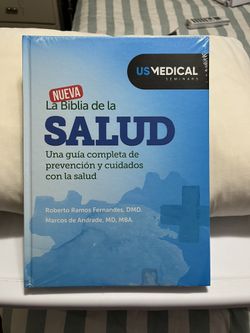 US MEDICAL
SEMINARS
NUEVA
La Biblia de la
SALUD
Una guía completa de
prevención y cuidados
con la salud
Roberto Ramos Fernandes, DMD.
Marcos de Andrade, MD, MBA.